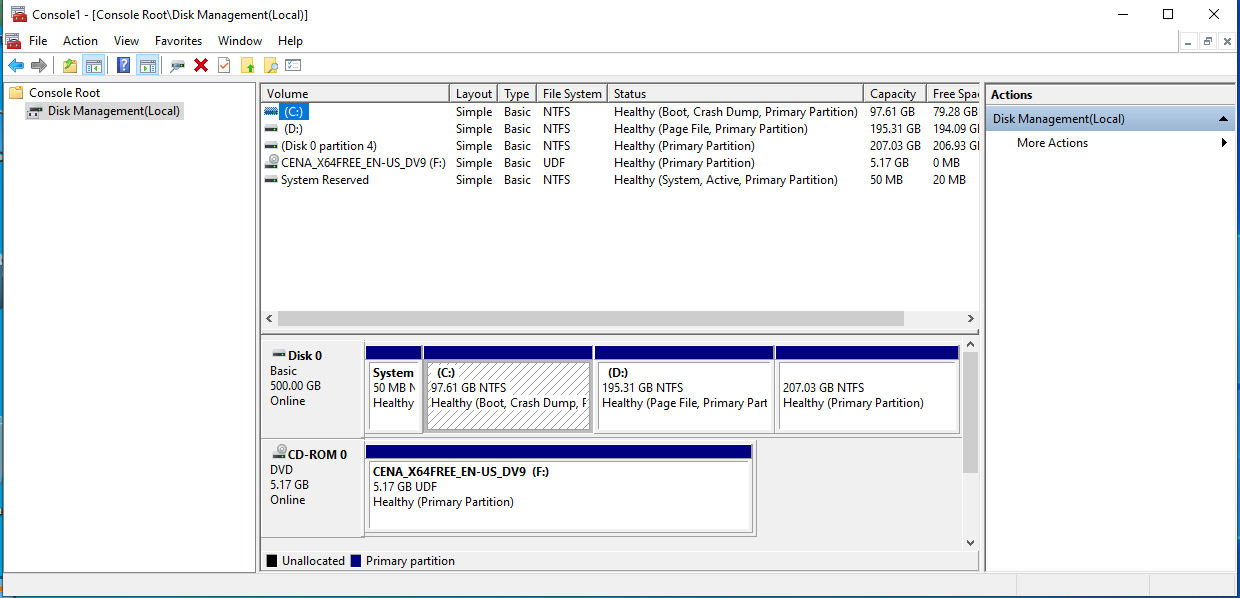 Console1 - [Console Root\Disk Management(Local)]
File Action View Favorites Window Help
Console Root
Disk Management(Local)
Volume Layout Type File System Status Capacity Free Spa
(C:) Simple Basic NTFS Healthy (Boot, Crash Dump, Primary Partition) 97.61 GB 79.28 GB
(D:) Simple Basic NTFS Healthy (Page File, Primary Partition) 195.31 GB 194.09 G
(Disk 0 partition 4) Simple Basic NTFS Healthy (Primary Partition) 207.03 GB 206.93 G
CENA_X64FREE_EN-US_DV9 (F:) Simple Basic UDF Healthy (Primary Partition) 5.17 GB 0 MB
System Reserved Simple Basic NTFS Healthy (System, Active, Primary Partition) 50 MB 20 MB
Actions
Disk Management(Local)
More Actions
Disk 0
Basic
500.00 GB
Online
System
50 MB N
Healthy
(C:)
97.61 GB NTFS
Healthy (Boot, Crash Dump, P
(D:)
195.31 GB NTFS
Healthy (Page File, Primary Part
207.03 GB NTFS
Healthy (Primary Partition)
CD-ROM 0
DVD
5.17 GB
Online
CENA_X64FREE_EN-US_DV9 (F:)
5.17 GB UDF
Healthy (Primary Partition)
Unallocated Primary partition